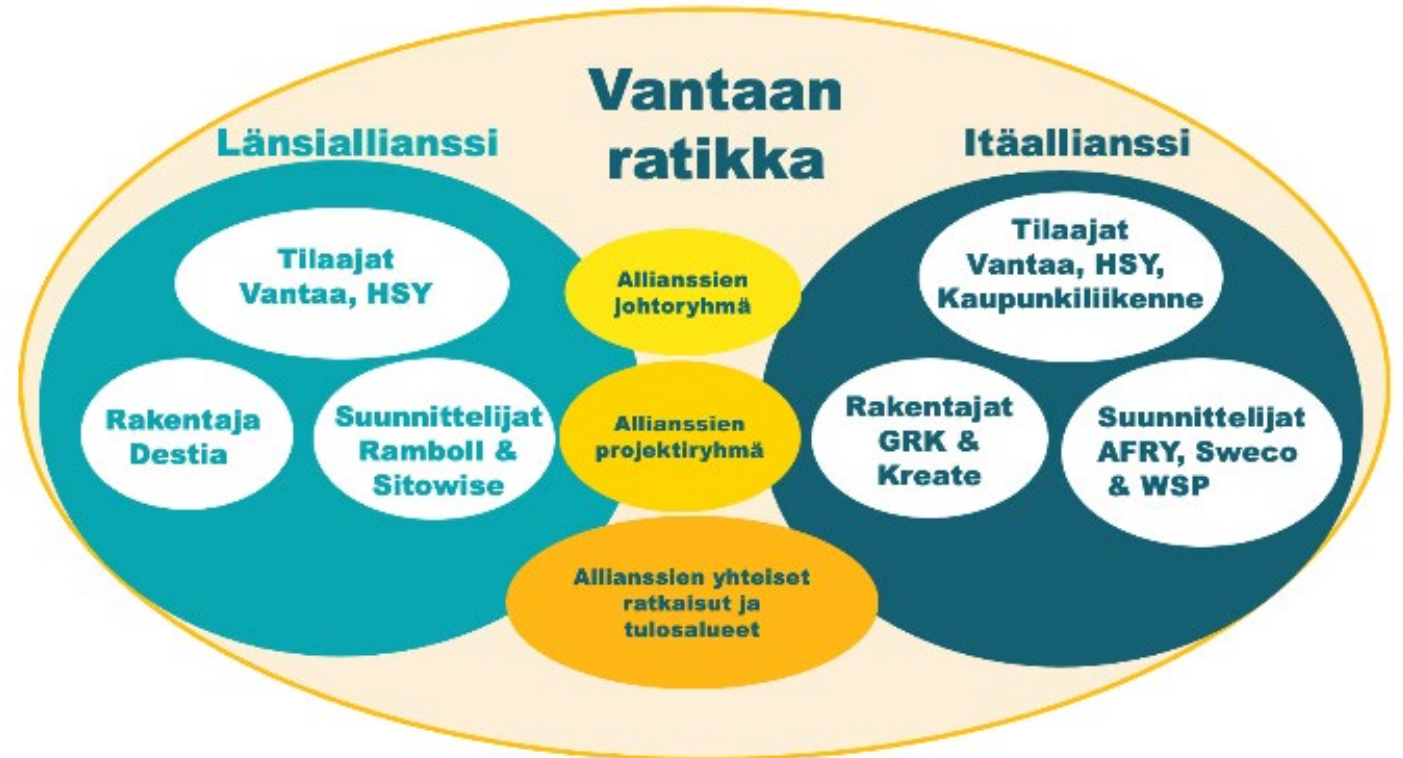 Vantaan
ratikka
Länsiallianssi
Tilaajat
Vantaa, HSY
Rakentaja
Destia
Suunnittelijat
Ramboll &
Sitowise
Allianssien
johtoryhmä
Allianssien
projektiryhmä
Allianssien yhteiset
ratkaisut ja
tulosalueet
Itäallianssi
Tilaajat
Vantaa, HSY,
Kaupunkiliikenne
Rakentajat
GRK &
Kreate
Suunnittelijat
AFRY, Sweco
& WSP